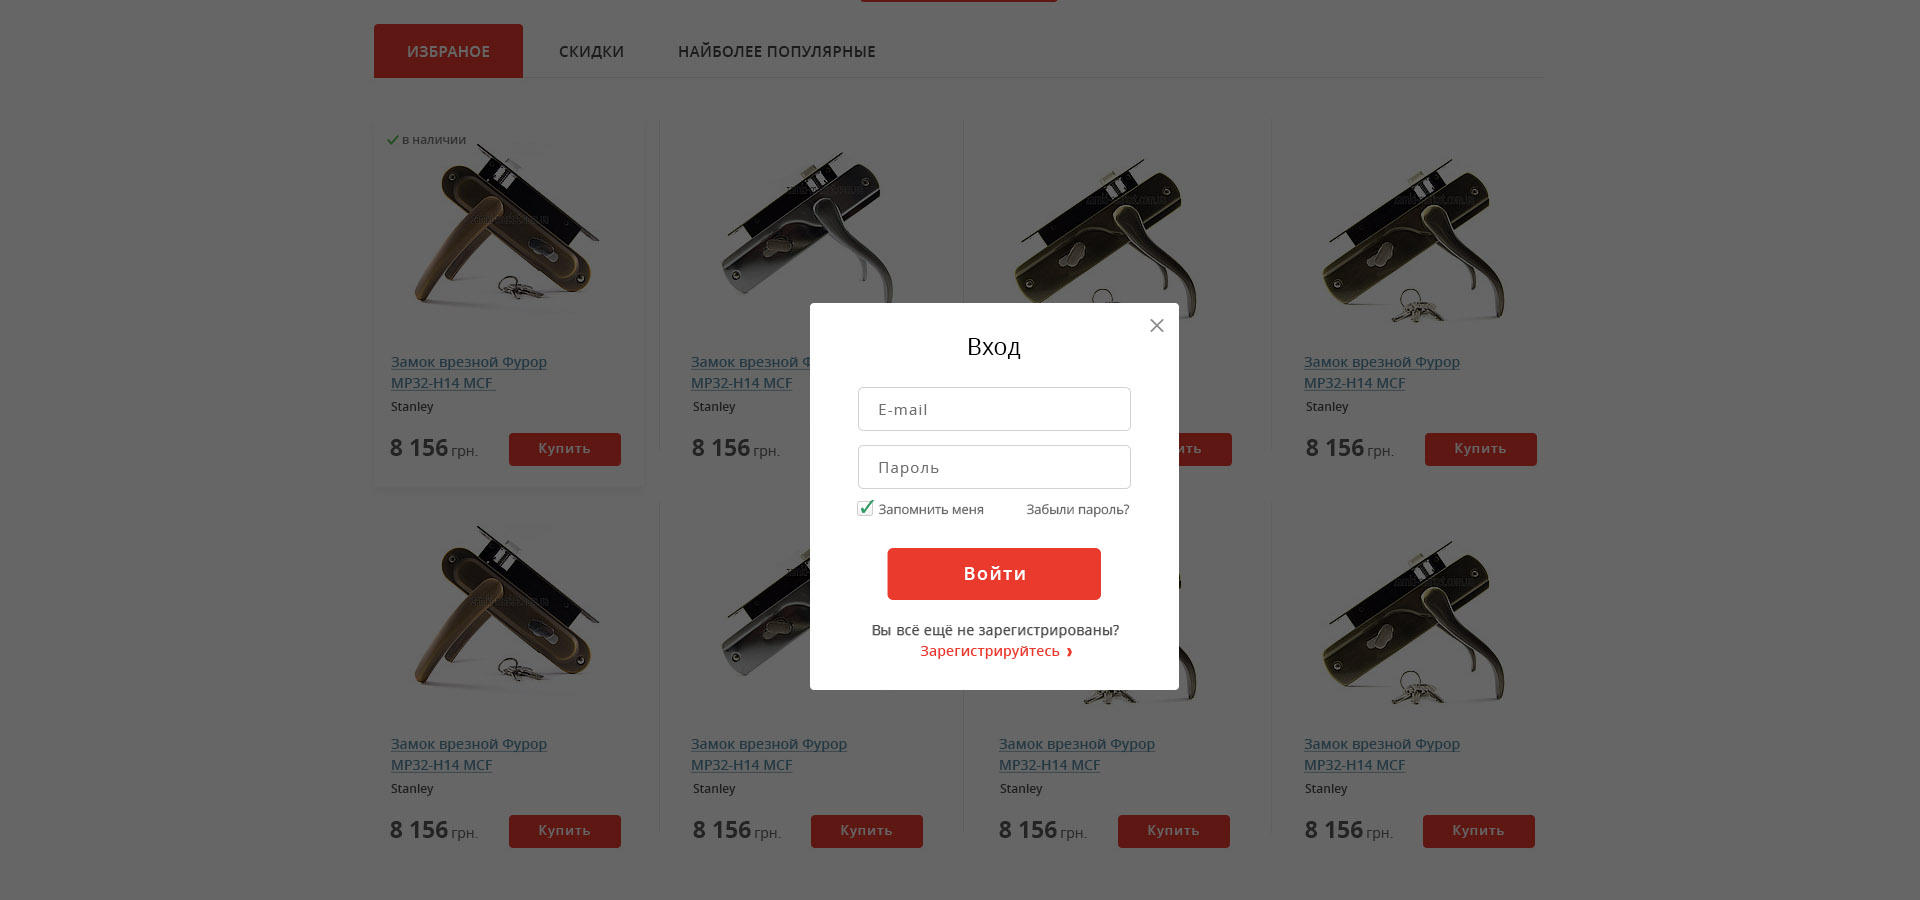 ИЗБРАНОЕ
СКИДКИ
НАЙБОЛЕЕ ПОПУЛЯРНЫЕ
в наличии
Замок врезной Фурор
MP32-H14 MCF
Stanley
8 156 грн.
Купить
Замок врезной
MP32-H14 MCF
Stanley
8 156 грн.
Замок врезной Фурор
MP32-H14 MCF
Stanley
8 156 грн.
Купить
Вход
E-mail
Пароль
Запомнить меня
Забыли пароль?
Войти
Вы всё ещё не зарегистрированы?
Зарегистрируйтесь ›
Замок врезной Фурор
MP32-H14 MCF
Stanley
8 156 грн.
Купить
Замок врезной Фурор
MP32-H14 MCF
Stanley
8 156 грн.
Купить
Замок врезной Фурор
MP32-H14 MCF
Stanley
8 156 грн.
Купить
Замок врезной Фурор
MP32-H14 MCF
Stanley
8 156 грн.
Купить